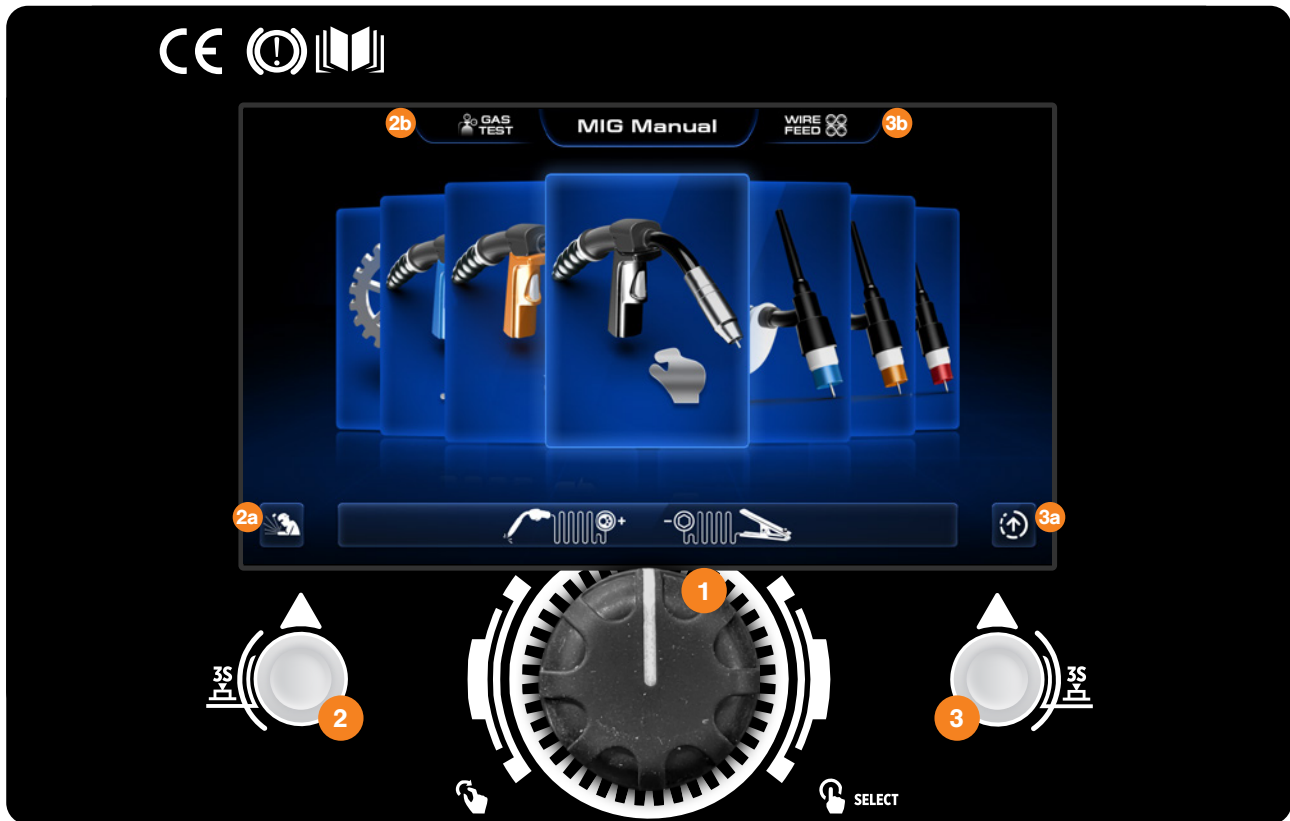 CE
2b
GAS
TEST
MIG Manual
WIRE
FEED
3b
2a
+
-
3a
1
3S
2
3
3S
SELECT